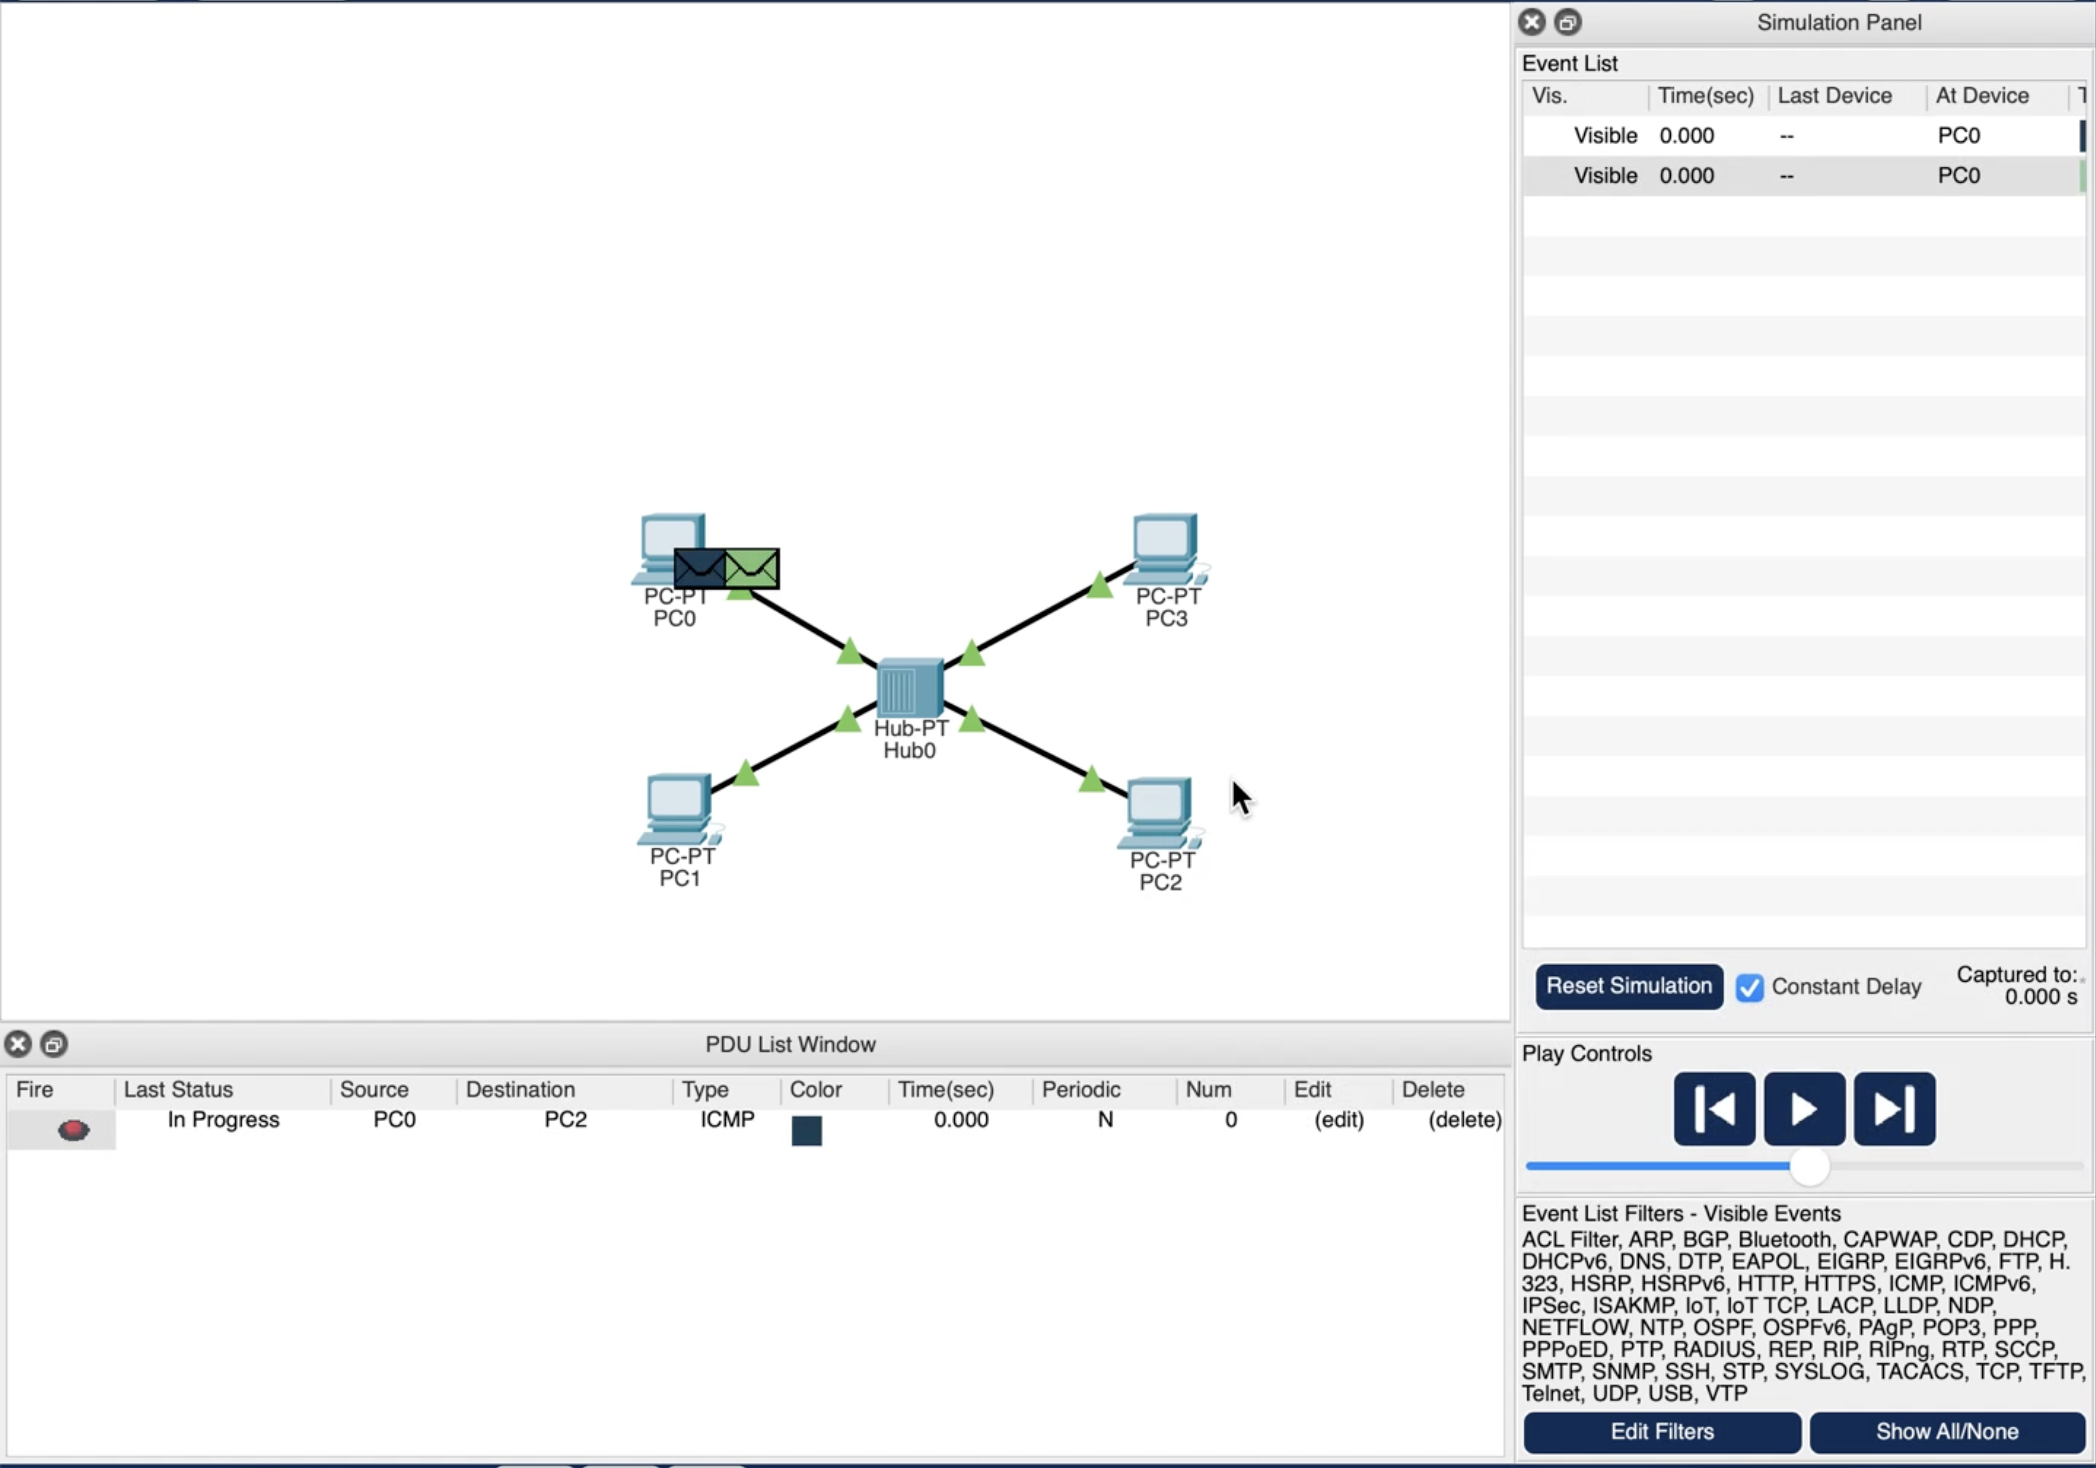 Simulation Panel
Event List
Vis. Time(sec) Last Device At Device
Visible 0.000 -- PC0
Visible 0.000 -- PC0
PC-PT
PC0
PC-PT
PC3
Hub-PT
Hub0
PC-PT
PC1
PC-PT
PC2
Reset Simulation Constant Delay Captured to:
0.000 s
PDU List Window
Fire Last Status Source Destination Type Color Time(sec) Periodic Num Edit Delete
In Progress PC0 PC2 ICMP 0.000 N 0 (edit) (delete)
Play Controls
Event List Filters - Visible Events
ACL Filter, ARP, BGP, Bluetooth, CAPWAP, CDP, DHCP,
DHCPv6, DNS, DTP, EAPOL, EIGRP, EIGRPv6, FTP, H.
323, HSRP, HSRPv6, HTTP, HTTPS, ICMP, ICMPv6,
IPSec, ISAKMP, IoT, IoT TCP, LACP, LLDP, NDP,
NETFLOW, NTP, OSPF, OSPFv6, PAgP, POP3, PPP,
PPPoED, PTP, RADIUS, REP, RIP, RIPng, RTP, SCCP,
SMTP, SNMP, SSH, STP, SYSLOG, TACACS, TCP, TFTP,
Telnet, UDP, USB, VTP
Edit Filters Show All/None